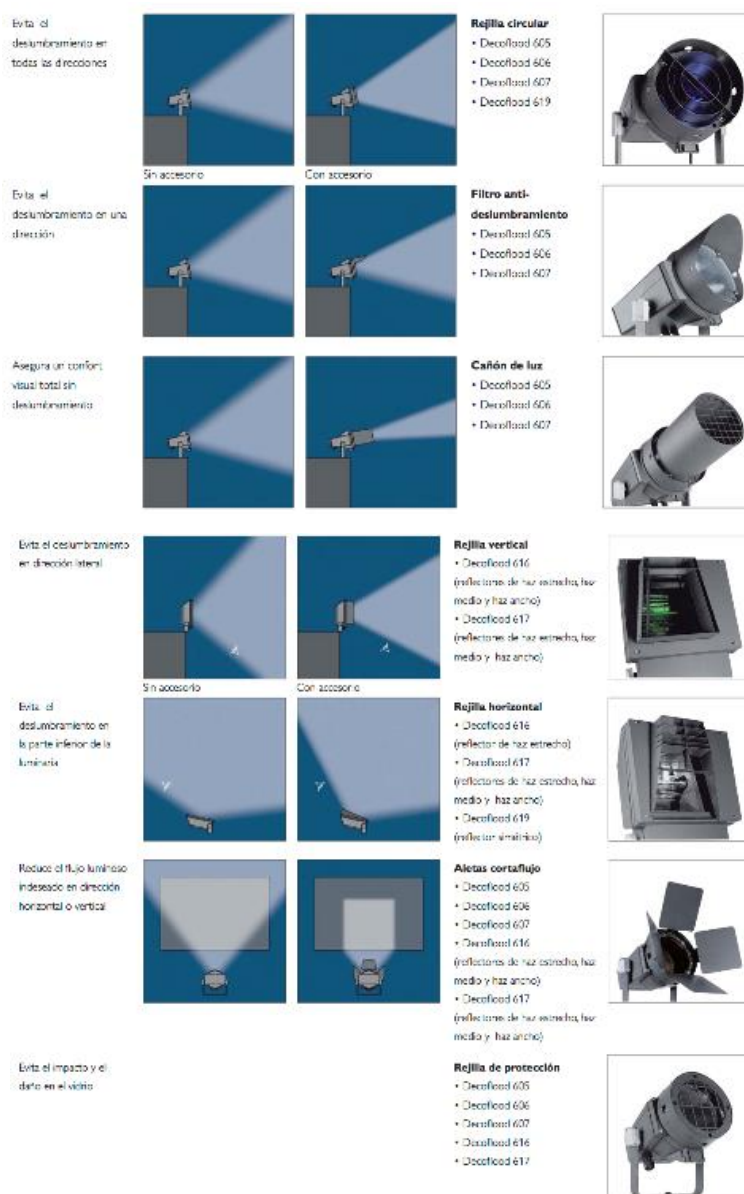 Evita el
deslumbramiento en
todas las direcciones
Sin accesorio
Con accesorio
Rejilla circular
• Decoflood 605
• Decoflood 606
• Decoflood 607
• Decoflood 619
Evita el
deslumbramiento en una
dirección
Filtro anti-
deslumbramiento
• Decoflood 605
• Decoflood 606
• Decoflood 607
Asegura un confort
visual total sin
deslumbramiento
Cañón de luz
• Decoflood 605
• Decoflood 606
• Decoflood 607
Evita el deslumbramiento
en dirección lateral
Sin accesorio
Con accesorio
Rejilla vertical
• Decoflood 616
(reflectores de haz estrecho, haz
medio y haz ancho)
• Decoflood 617
(reflectores de haz estrecho, haz
medio y haz ancho)
Evita el
deslumbramiento en
la parte inferior de la
luminaria
Rejilla horizontal
• Decoflood 616
(reflector de haz estrecho)
• Decoflood 617
(reflectores de haz estrecho, haz
medio y haz ancho)
• Decoflood 619
(reflector simétrico)
Reduce el flujo luminoso
indeseado en dirección
horizontal o vertical
Aletas cortaflujo
• Decoflood 605
• Decoflood 606
• Decoflood 607
• Decoflood 616
(reflectores de haz estrecho, haz
medio y haz ancho)
• Decoflood 617
(reflectores de haz estrecho, haz
medio y haz ancho)
Evita el impacto y el
daño en el vidrio
Rejilla de protección
• Decoflood 605
• Decoflood 606
• Decoflood 607
• Decoflood 616
• Decoflood 617